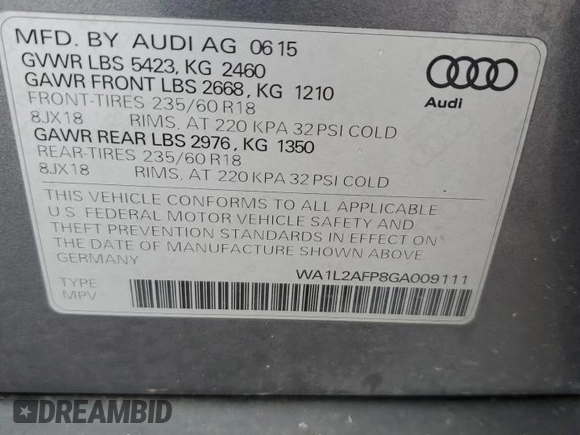 MFD. BY AUDI AG 06 15
GVWR LBS 5423, KG 2460
GAWR FRONT LBS 2668, KG 1210
FRONT-TIRES 235/60 R18
8JX18 RIMS, AT 220 KPA 32 PSI COLD
GAWR REAR LBS 2976, KG 1350
REAR-TIRES 235/60 R18
8JX18 RIMS, AT 220 KPA 32 PSI COLD
Audi
THIS VEHICLE CONFORMS TO ALL APPLICABLE
U.S. FEDERAL MOTOR VEHICLE SAFETY AND
THEFT PREVENTION STANDARDS IN EFFECT ON
THE DATE OF MANUFACTURE SHOWN ABOVE
GERMANY
WA1L2AFP8GA009111
TYPE:
MPV
DREAMBID